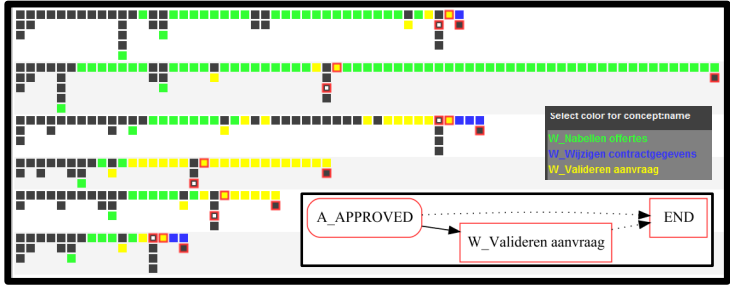 Select color for concept:name
W_Nabellen offertes
W_Wijzigen contractgegevens
W_Valideren aanvraag
A_APPROVED
END
W_Valideren aanvraag